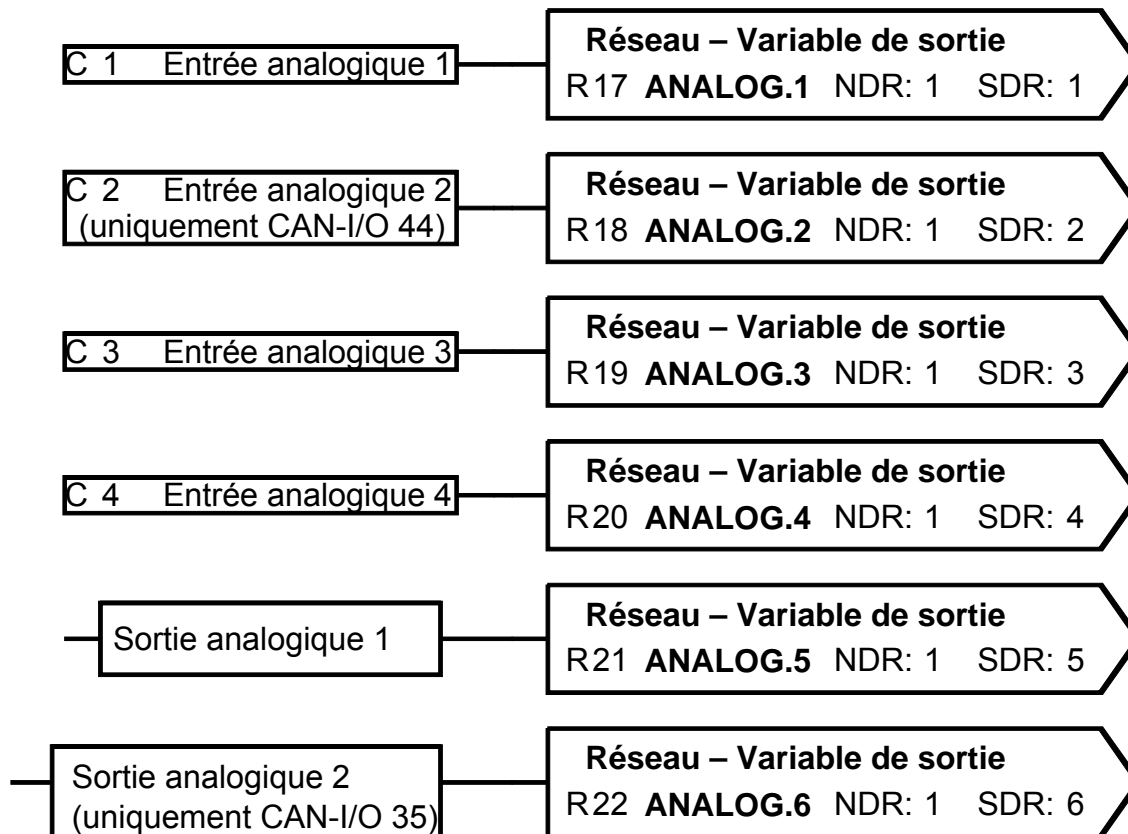 Réseau – Variable de sortie
C 1 Entrée analogique 1
R17 ANALOG.1 NDR: 1 SDR: 1
C 2 Entrée analogique 2
(uniquement CAN-I/O 44)
Réseau – Variable de sortie
R18 ANALOG.2 NDR: 1 SDR: 2
C 3 Entrée analogique 3
Réseau – Variable de sortie
R19 ANALOG.3 NDR: 1 SDR: 3
C 4 Entrée analogique 4
Réseau – Variable de sortie
R20 ANALOG.4 NDR: 1 SDR: 4
Sortie analogique 1
Réseau – Variable de sortie
R21 ANALOG.5 NDR: 1 SDR: 5
Sortie analogique 2
(uniquement CAN-I/O 35)
Réseau – Variable de sortie
R22 ANALOG.6 NDR: 1 SDR: 6